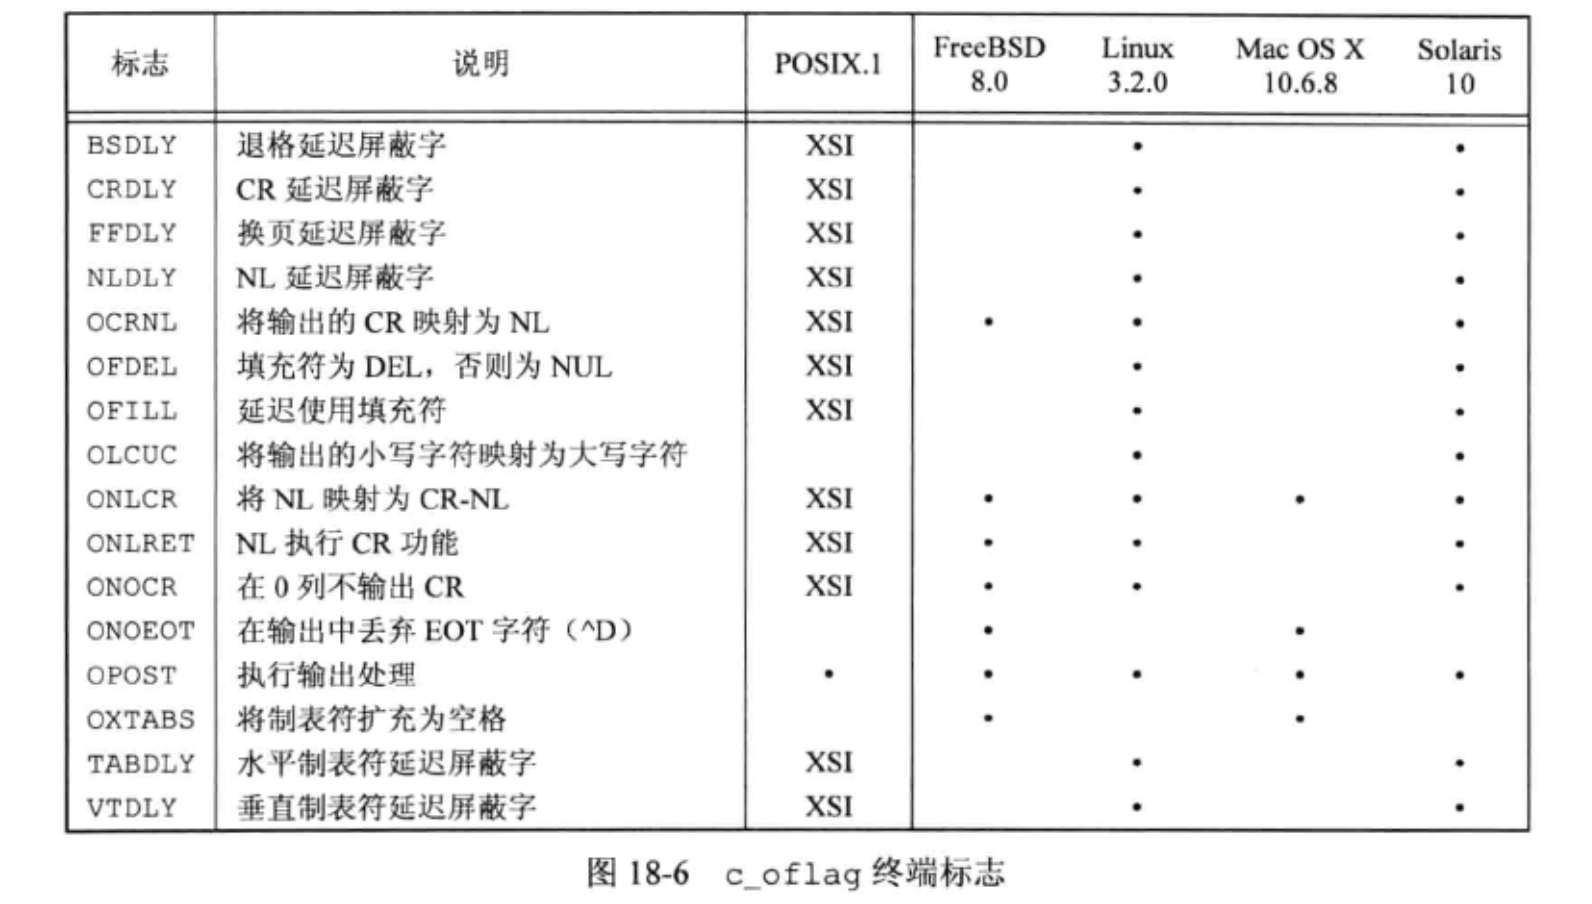 标志 说明 POSIX.1 FreeBSD 8.0 Linux 3.2.0 Mac OS X 10.6.8 Solaris 10
BSDLY 退格延迟屏蔽字 XSI • •
CRDLY CR 延迟屏蔽字 XSI • •
FFDLY 换页延迟屏蔽字 XSI • •
NLDLY NL 延迟屏蔽字 XSI • •
OCRNL 将输出的 CR 映射为 NL XSI • • •
OFDEL 填充符为 DEL，否则为 NUL XSI • •
OFILL 延迟使用填充符 XSI • •
OLCUC 将输出的小写字符映射为大写字符 • •
ONLCR 将 NL 映射为 CR-NL XSI • • • •
ONLRET NL 执行 CR 功能 XSI • • •
ONOCR 在 0 列不输出 CR XSI • • •
ONOEOT 在输出中丢弃 EOT 字符（^D） • •
OPOST 执行输出处理 • • • • •
OXTABS 将制表符扩充为空格 • •
TABDLY 水平制表符延迟屏蔽字 XSI • •
VTDLY 垂直制表符延迟屏蔽字 XSI • •
图 18-6 c_oflag 终端标志